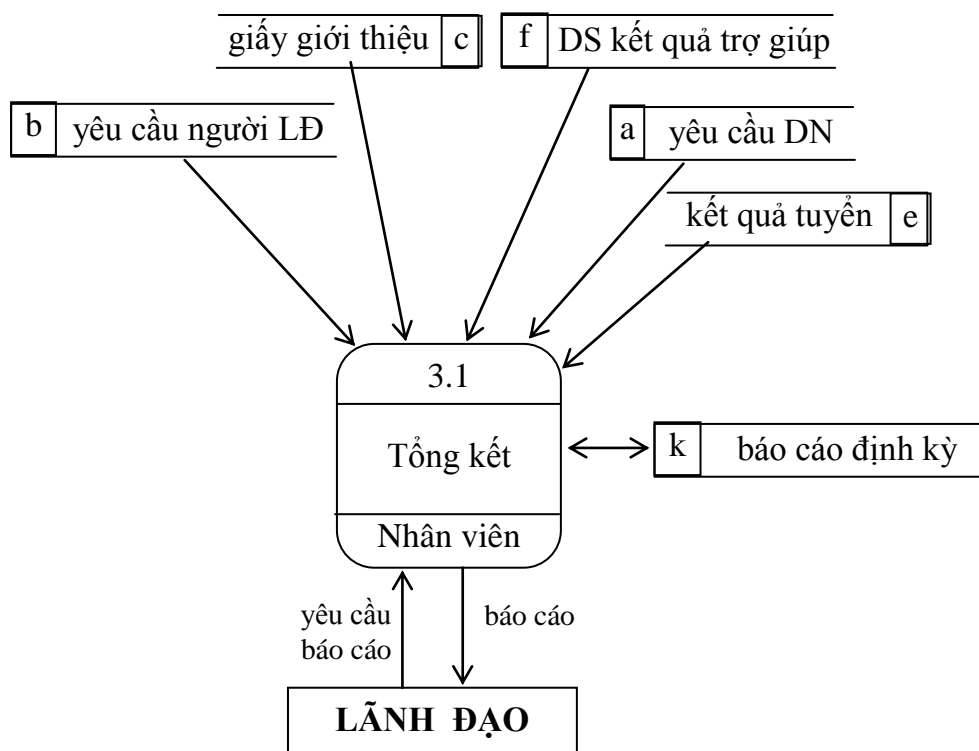 giấy giới thiệu c
f DS kết quả trợ giúp
b yêu cầu người LĐ
a yêu cầu DN
kết quả tuyển e
3.1
Tổng kết
k báo cáo định kỳ
Nhân viên
yêu cầu
báo cáo
báo cáo
LÃNH ĐẠO